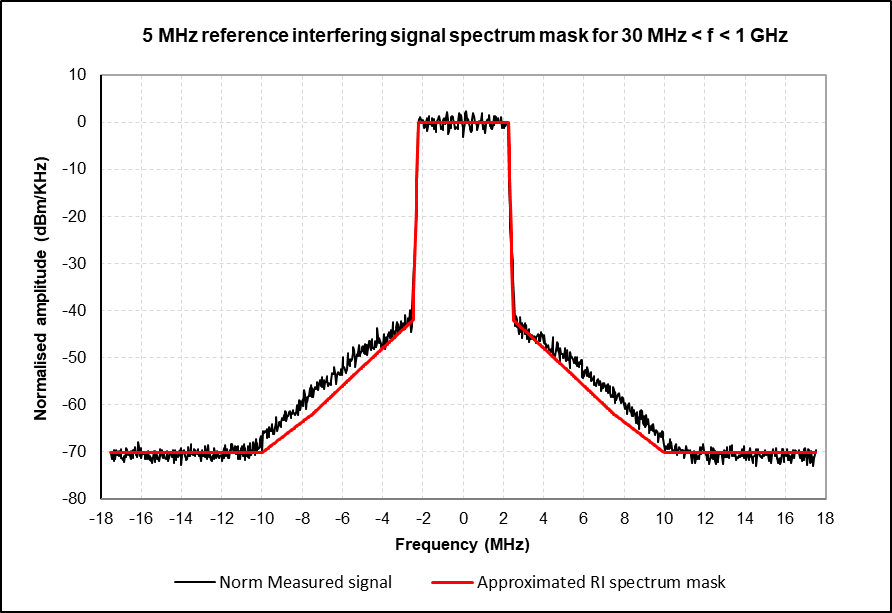 5 MHz reference interfering signal spectrum mask for 30 MHz < f < 1 GHz
Normalised amplitude (dBm/KHz)
10
0
-10
-20
-30
-40
-50
-60
-70
-80
-18 -16 -14 -12 -10 -8 -6 -4 -2 0 2 4 6 8 10 12 14 16 18
Frequency (MHz)
Norm Measured signal Approximated RI spectrum mask